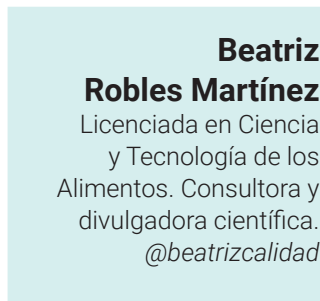 Beatriz
Robles Martínez
Licenciada en Ciencia
y Tecnología de los
Alimentos. Consultora y
divulgadora científica.
@beatrizcalidad